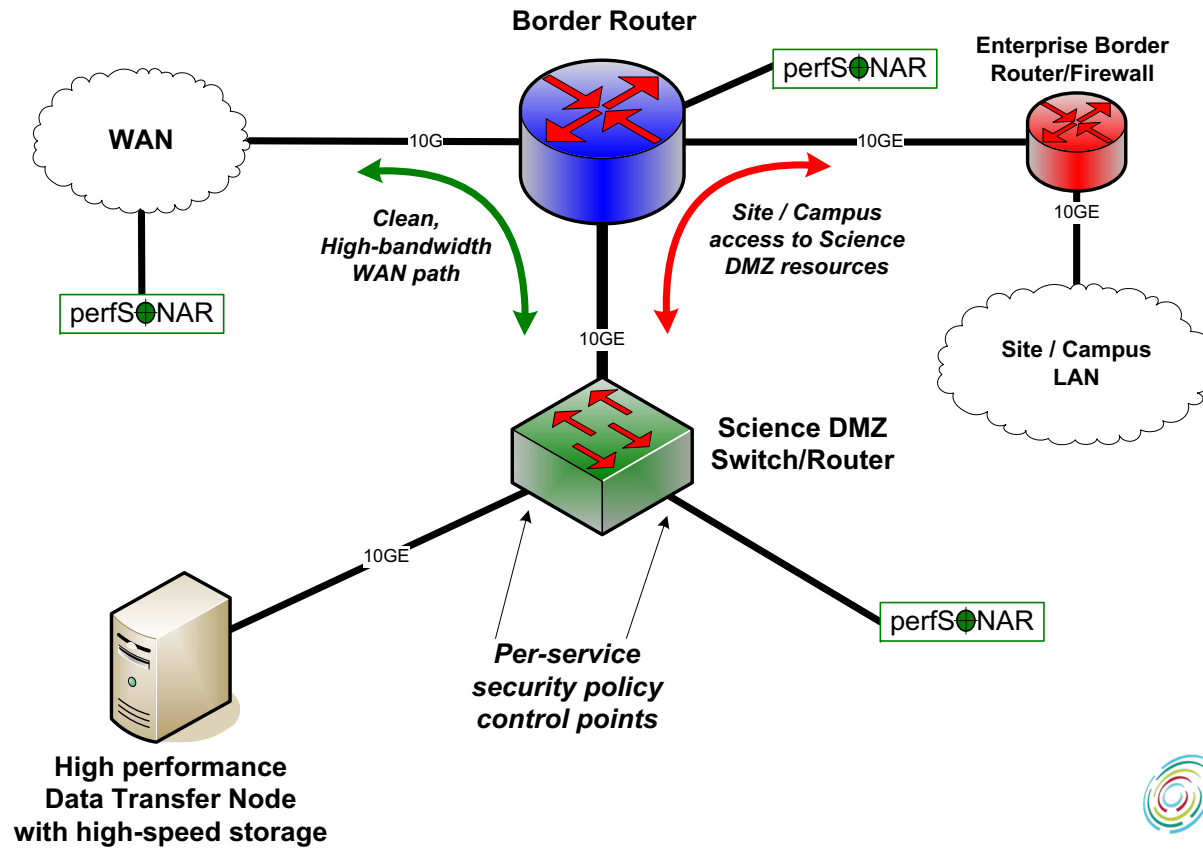 Border Router
perfSONAR
Enterprise Border
Router/Firewall
WAN
10G
10GE
10GE
Clean,
High-bandwidth
WAN path
Site / Campus
access to Science
DMZ resources
perfSONAR
10GE
Site / Campus
LAN
Science DMZ
Switch/Router
10GE
perfSONAR
Per-service
security policy
control points
High performance
Data Transfer Node
with high-speed storage